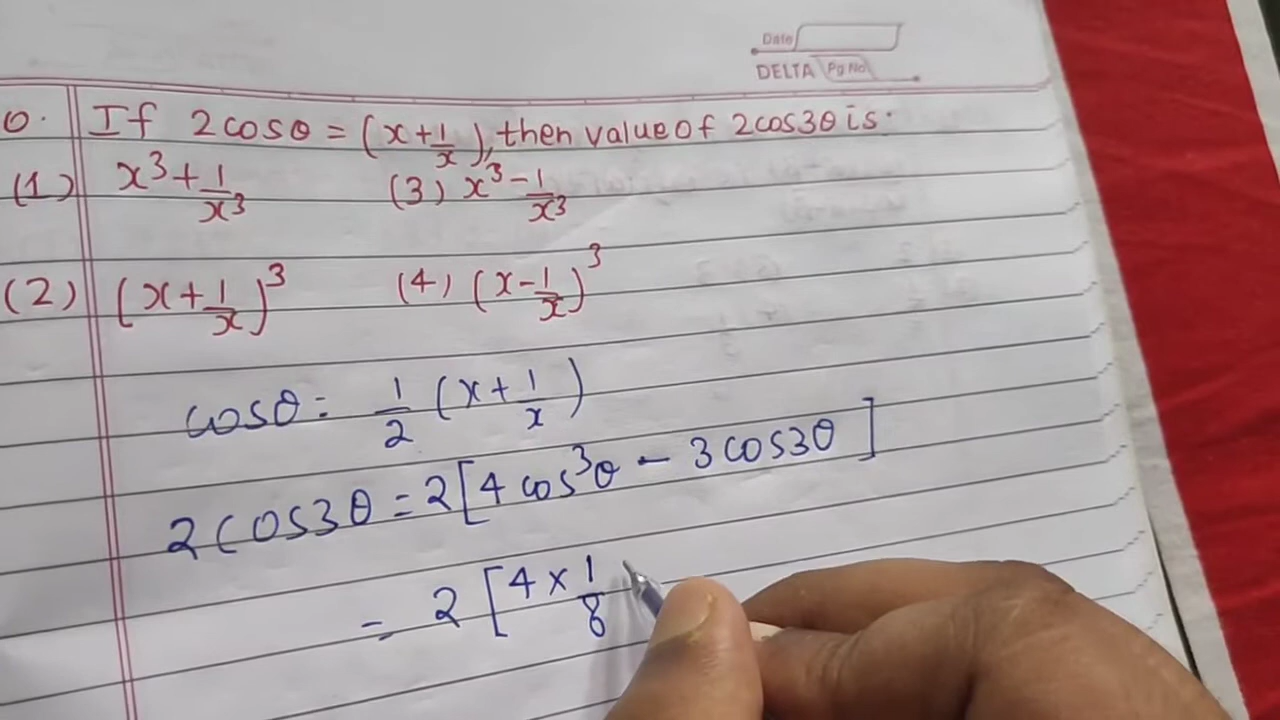 Date
DELTA Pg No
0. If 2cosθ = (x+1/x), then value of 2cos3θ is.
(1) x³+1/x³ (3) x³-1/x³
(2) (x+1/x)³ (4) (x-1/x)³
cosθ = 1/2 (x+1/x)
2cos3θ = 2[4cos³θ - 3cos3θ]
= 2[4×1/8